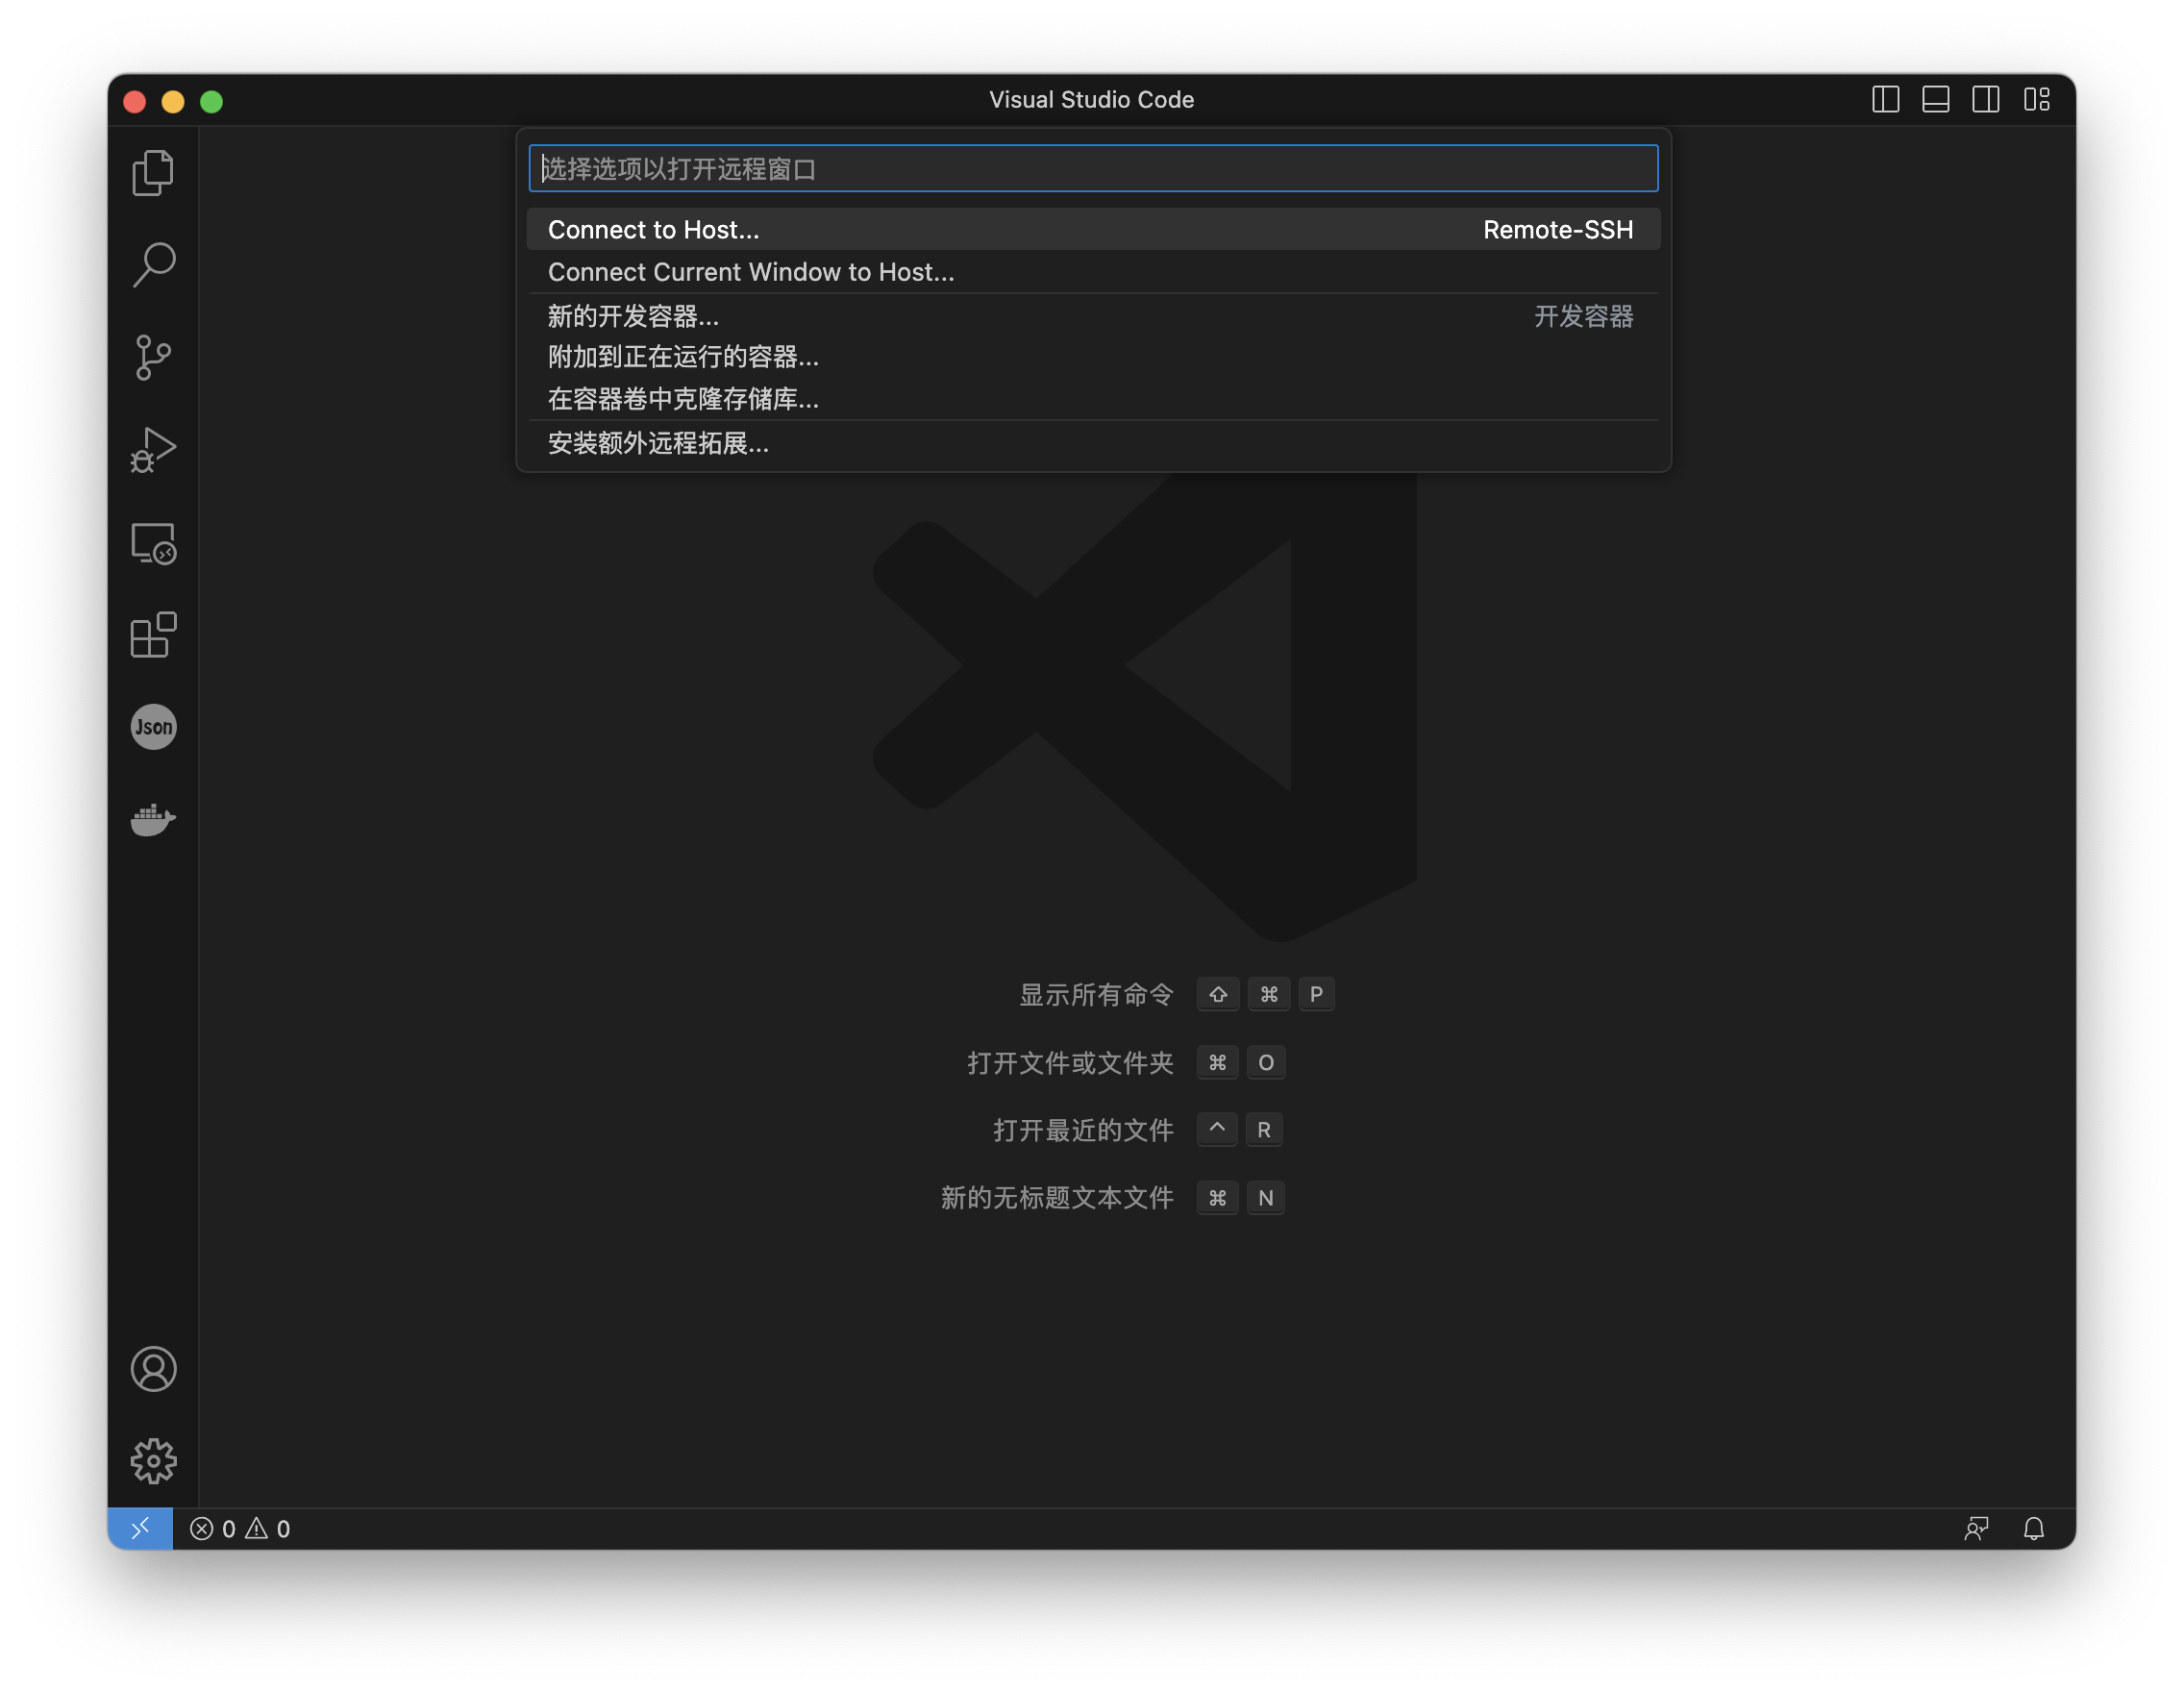 Visual Studio Code
选择选项以打开远程窗口
Connect to Host... Remote-SSH
Connect Current Window to Host...
新的开发容器... 开发容器
附加到正在运行的容器...
在容器卷中克隆存储库...
安装额外远程拓展...
Json
显示所有命令 ⇧ ⌘ P
打开文件或文件夹 ⌘ O
打开最近的文件 ^ R
新的无标题文本文件 ⌘ N
0 0